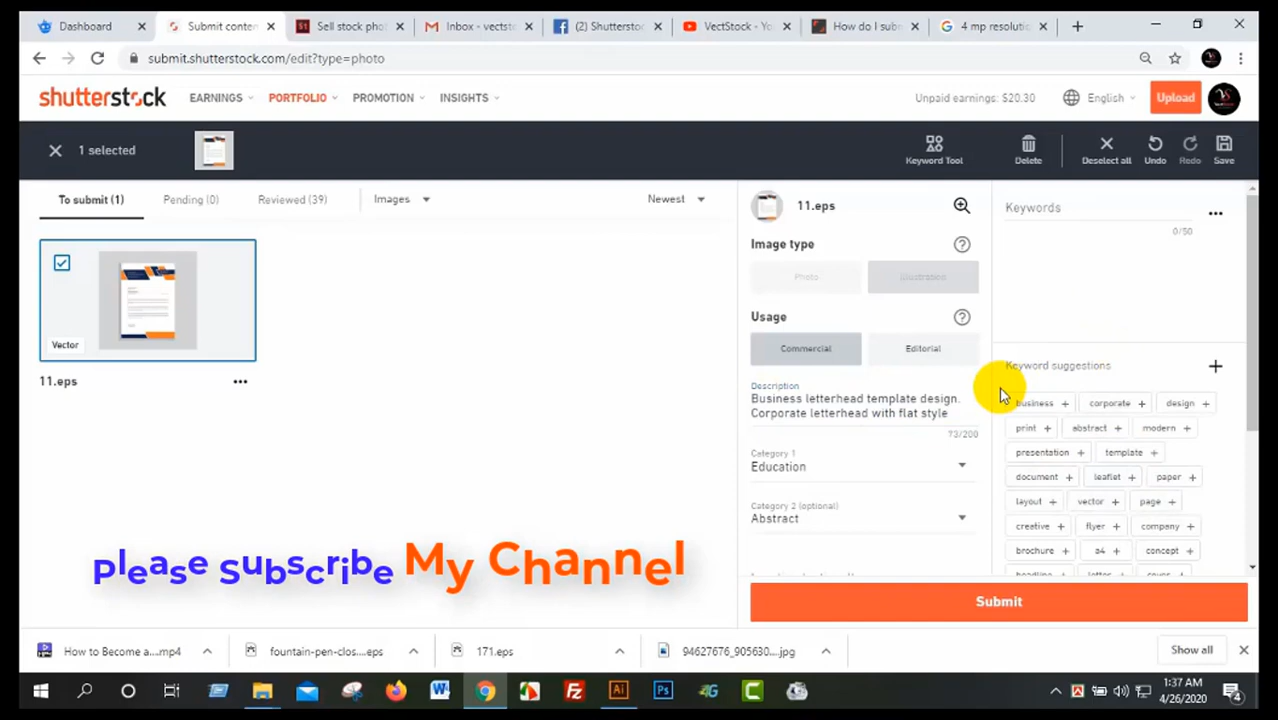 Dashboard
Submit conten
Sell stock phot
Inbox - vectst
(2) Shutterstoc
VectStock - Yo
How do I subm
4 mp resolutic
submit.shutterstock.com/edit?type=photo
shutterstock
EARNINGS
PORTFOLIO
PROMOTION
INSIGHTS
Unpaid earnings: $20.30
English
Upload
1 selected
Keyword Tool
Delete
Deselect all
Undo
Redo
Save
To submit (1)
Pending (0)
Reviewed (39)
Images
Newest
11.eps
Keywords
0/50
Image type
Photo
Illustration
Usage
Commercial
Editorial
Vector
11.eps
Description
Business letterhead template design.
Corporate letterhead with flat style
73/200
Category 1
Education
Category 2 (optional)
Abstract
Keyword suggestions
business + corporate + design +
print + abstract + modern +
presentation + template +
document + leaflet + paper +
layout + vector + page +
creative + flyer + company +
brochure + a4 + concept +
headline letter cover
Submit
Please Subscribe My Channel
How to Become a....mp4
fountain-pen-clos....eps
171.eps
94627676_905630....jpg
Show all
1:37 AM
4/26/2020